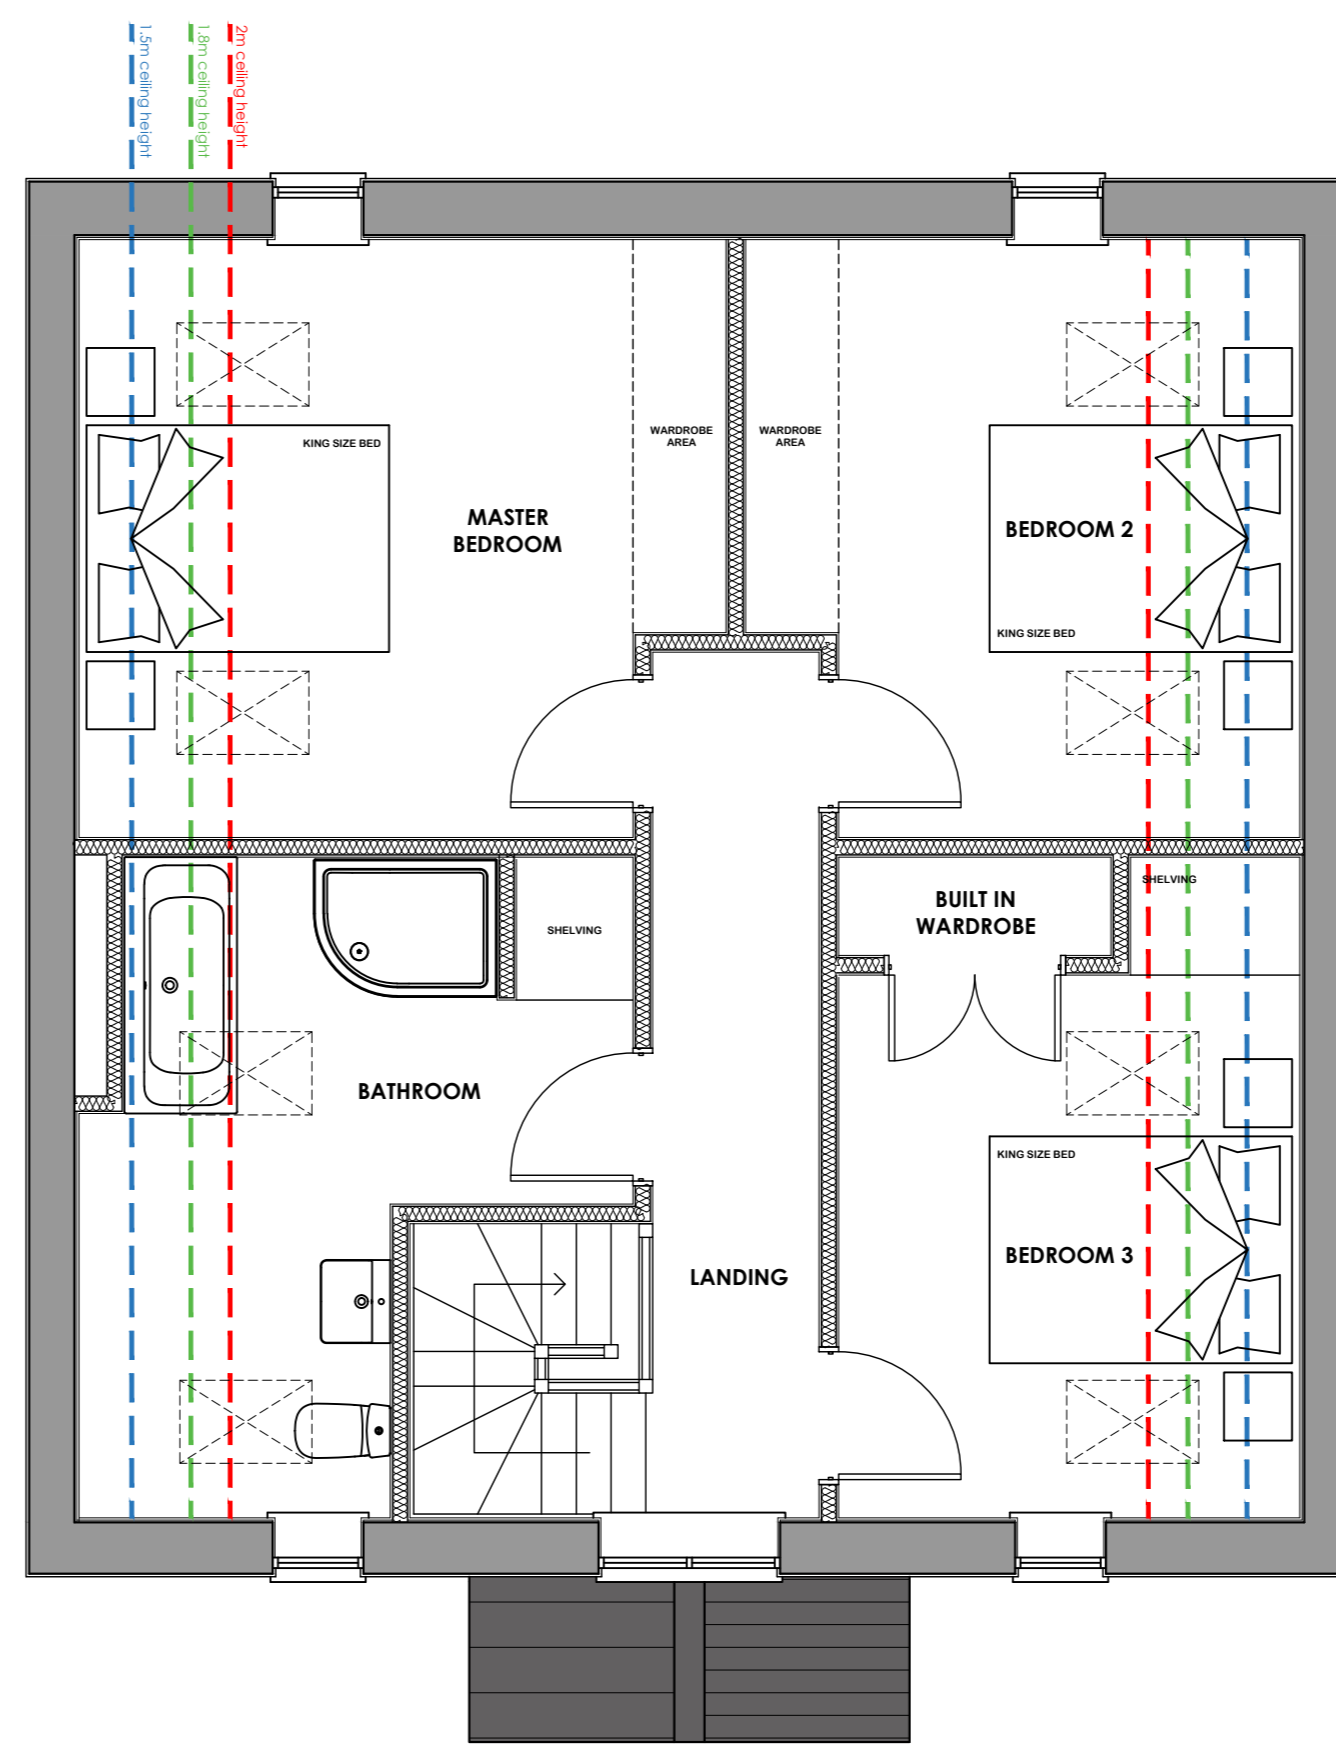 1.5m ceiling height
1.8m ceiling height
2m ceiling height
KING SIZE BED
WARDROBE
AREA
WARDROBE
AREA
MASTER
BEDROOM
BEDROOM 2
KING SIZE BED
SHELVING
BUILT IN
WARDROBE
SHELVING
BATHROOM
KING SIZE BED
BEDROOM 3
LANDING